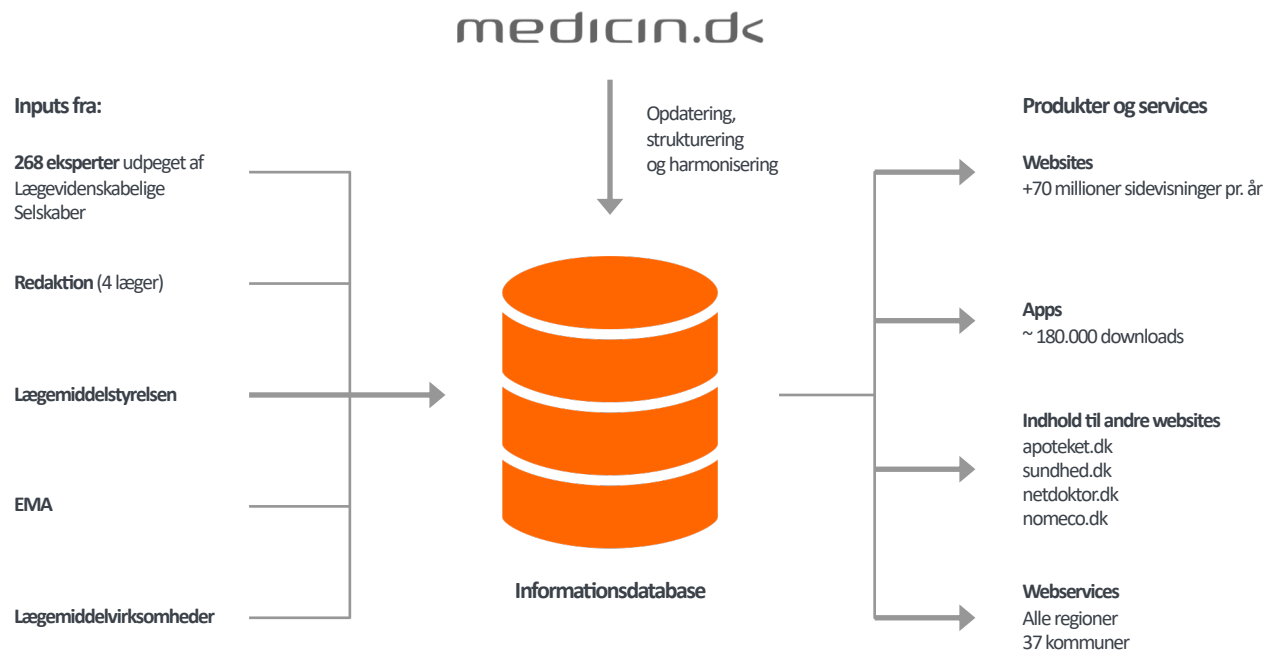 medicin.dk
Inputs fra:
268 eksperter udpeget af
Lægevidenskabelige
Selskaber
Redaktion (4 læger)
Lægemiddelstyrelsen
EMA
Lægemiddelvirksomheder
Opdatering,
strukturering
og harmonisering
Informationsdatabase
Produkter og services
Websites
+70 millioner sidevisninger pr. år
Apps
~ 180.000 downloads
Indhold til andre websites
apoteket.dk
sundhed.dk
netdoktor.dk
nomeco.dk
Webservices
Alle regioner
37 kommuner